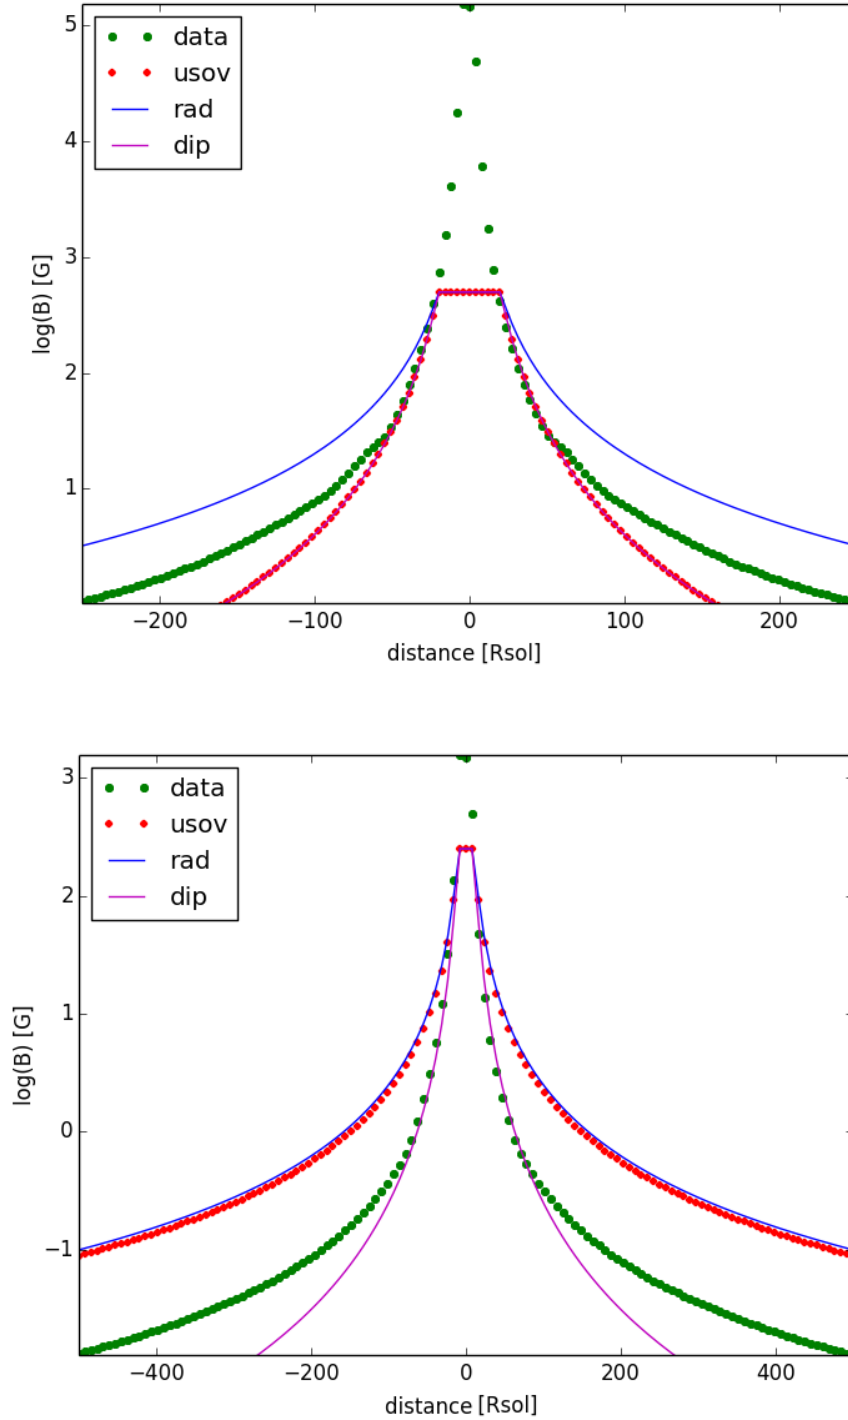 5
4
3
2
1
log(B) [G]
data
usov
rad
dip
−200
−100
0
100
200
distance [Rsol]
3
2
1
0
−1
log(B) [G]
data
usov
rad
dip
−400
−200
0
200
400
distance [Rsol]